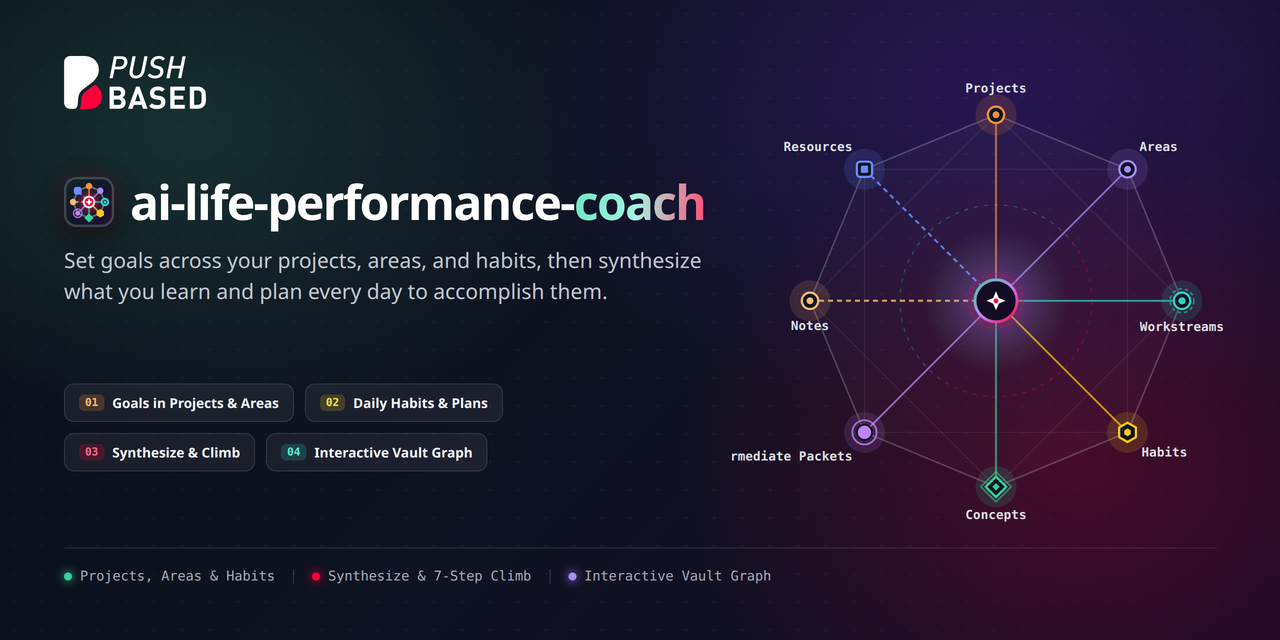 PUSH
BASED
ai-life-performance-coach
Set goals across your projects, areas, and habits, then synthesize
what you learn and plan every day to accomplish them.
01 Goals in Projects & Areas
02 Daily Habits & Plans
03 Synthesize & Climb
04 Interactive Vault Graph
Projects
Resources
Areas
Notes
Workstreams
rmediate Packets
Habits
Concepts
Projects, Areas & Habits
Synthesize & 7-Step Climb
Interactive Vault Graph